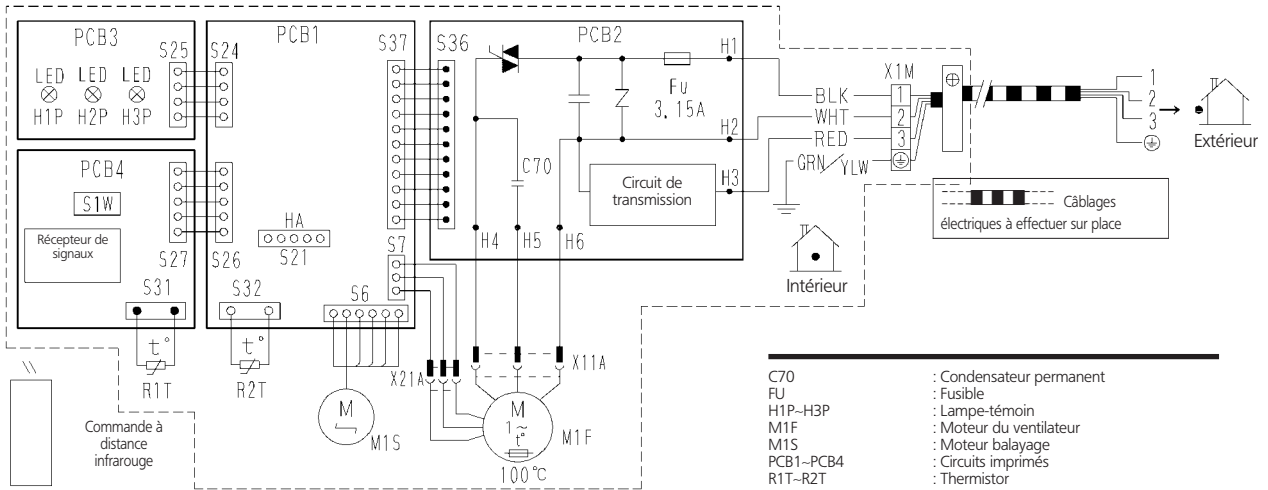 PCB3
S25
S24
LED LED LED
H1P H2P H3P
PCB1
S37
S36
PCB2
H1
Fu
3.15A
H2
C70
Circuit de
transmission
H3
H4
H5
H6
X1M
BLK
WHT
RED
GRN/YLW
1
2
3
1
2
3
Extérieur
Câblages
électriques à effectuer sur place
Intérieur
PCB4
S1W
Récepteur de
signaux
S27
S26
HA
S21
S7
S31
S32
S6
t°
R1T
t°
R2T
X21A
X11A
M
M1S
M
1~
t°
M1F
100°C
Commande à
distance
infrarouge
C70 : Condensateur permanent
FU : Fusible
H1P~H3P : Lampe-témoin
M1F : Moteur du ventilateur
M1S : Moteur balayage
PCB1~PCB4 : Circuits imprimés
R1T~R2T : Thermistor